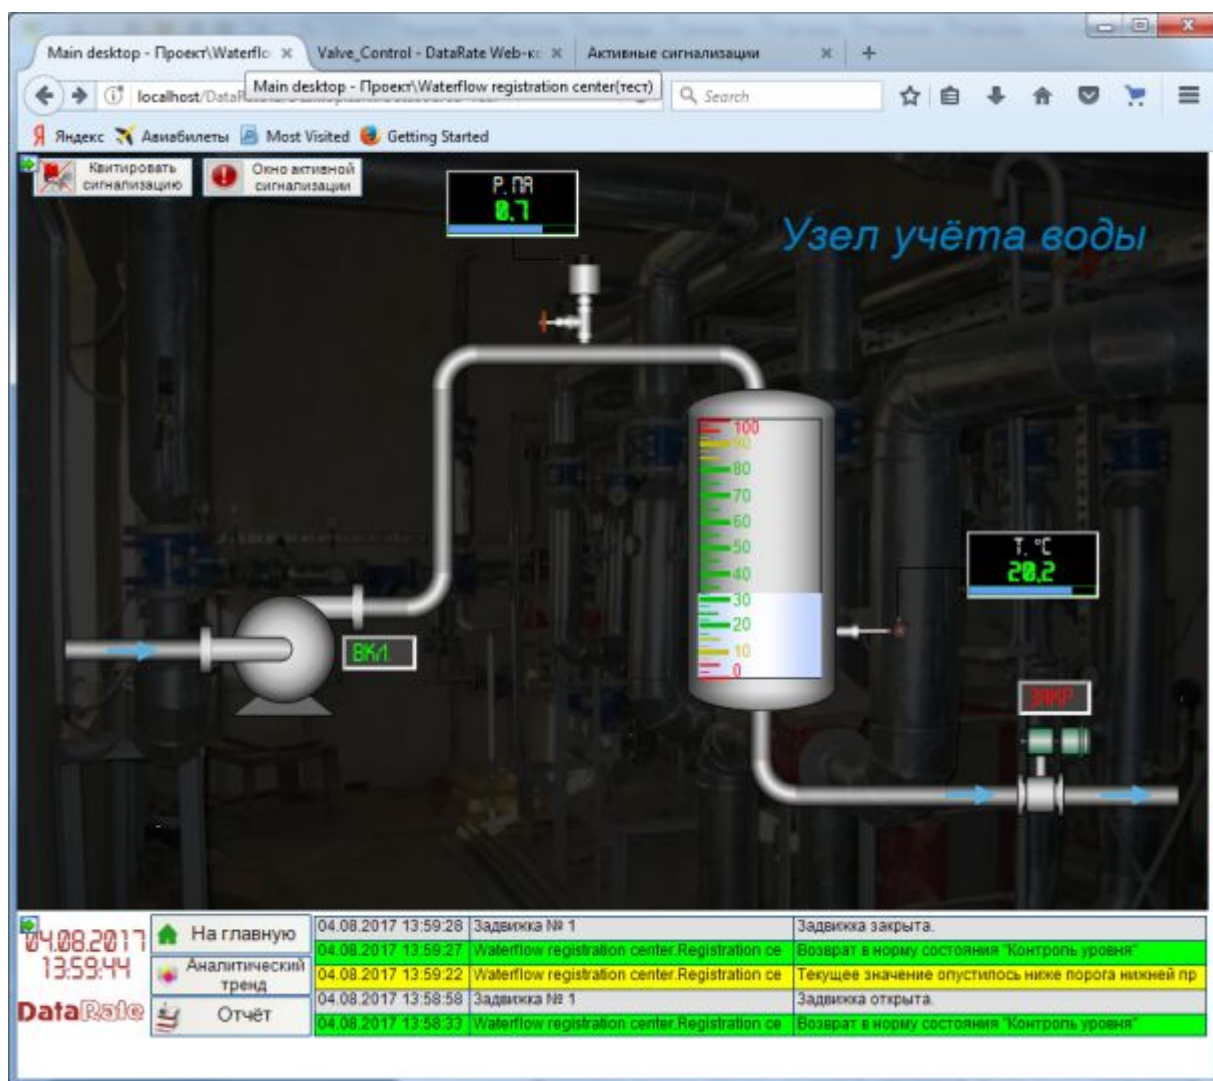 Main desktop - Проект\Waterflo
Valve_Control - DataRate Web-кс
Активные сигнализации
Main desktop - Проект\Waterflow registration center(тест)
localhost/DataR
Search
Яндекс
Авиабилеты
Most Visited
Getting Started
Квитировать
сигнализацию
Окно активной
сигнализации
P. ПА
0.7
Узел учёта воды
100
90
80
70
60
50
40
30
20
10
0
T. °C
20.2
ВКЛ.
ЗАКР
04.08.2017
13:59:44
DataRate
На главную
Аналитический
тренд
Отчёт
04.08.2017 13:59:28 Задвижка № 1 Задвижка закрыта.
04.08.2017 13:59:27 Waterflow registration center.Registration ce Возврат в норму состояния "Контроль уровня"
04.08.2017 13:59:22 Waterflow registration center.Registration ce Текущее значение опустилось ниже порога нижней пр
04.08.2017 13:58:58 Задвижка № 1 Задвижка открыта.
04.08.2017 13:58:33 Waterflow registration center.Registration ce Возврат в норму состояния "Контроль уровня"